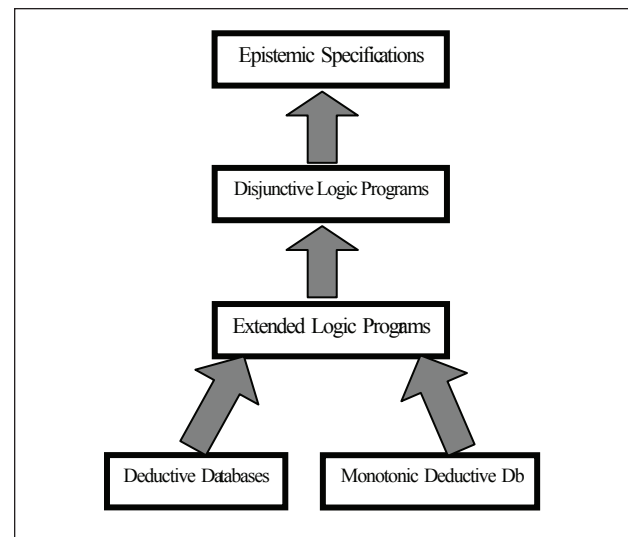 Epistemic Specifications
Disjunctive Logic Programs
Extended Logic Programs
Deductive Databases
Monotonic Deductive Db